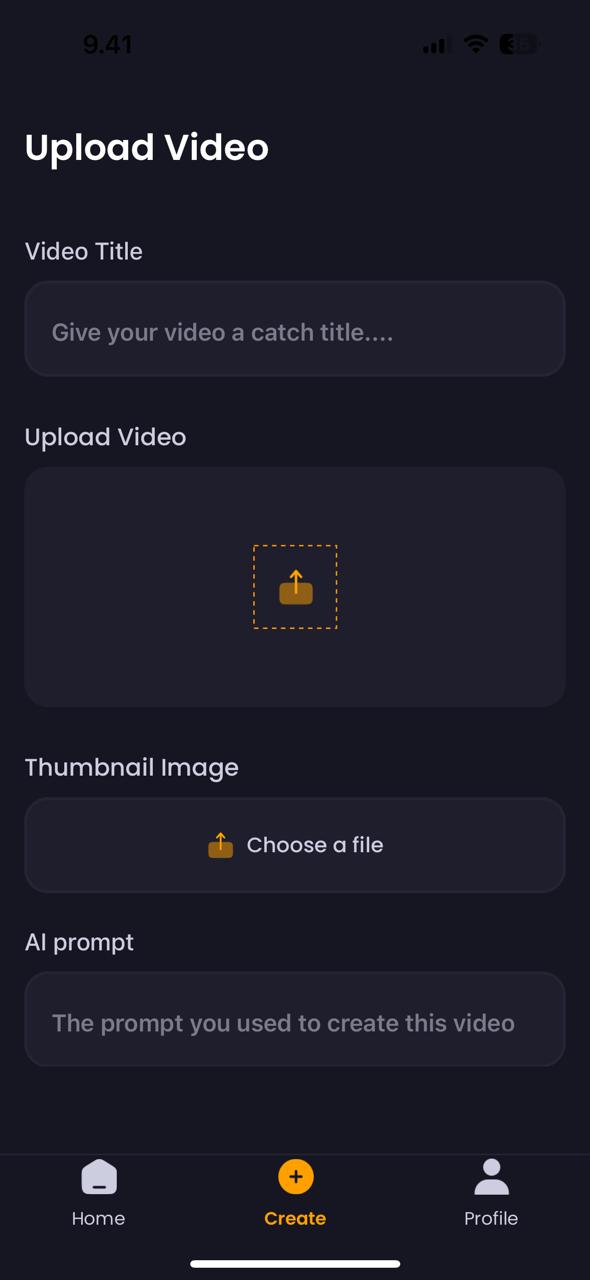 9.41
35
Upload Video
Video Title
Give your video a catch title....
Upload Video
Thumbnail Image
Choose a file
AI prompt
The prompt you used to create this video
Home
Create
Profile